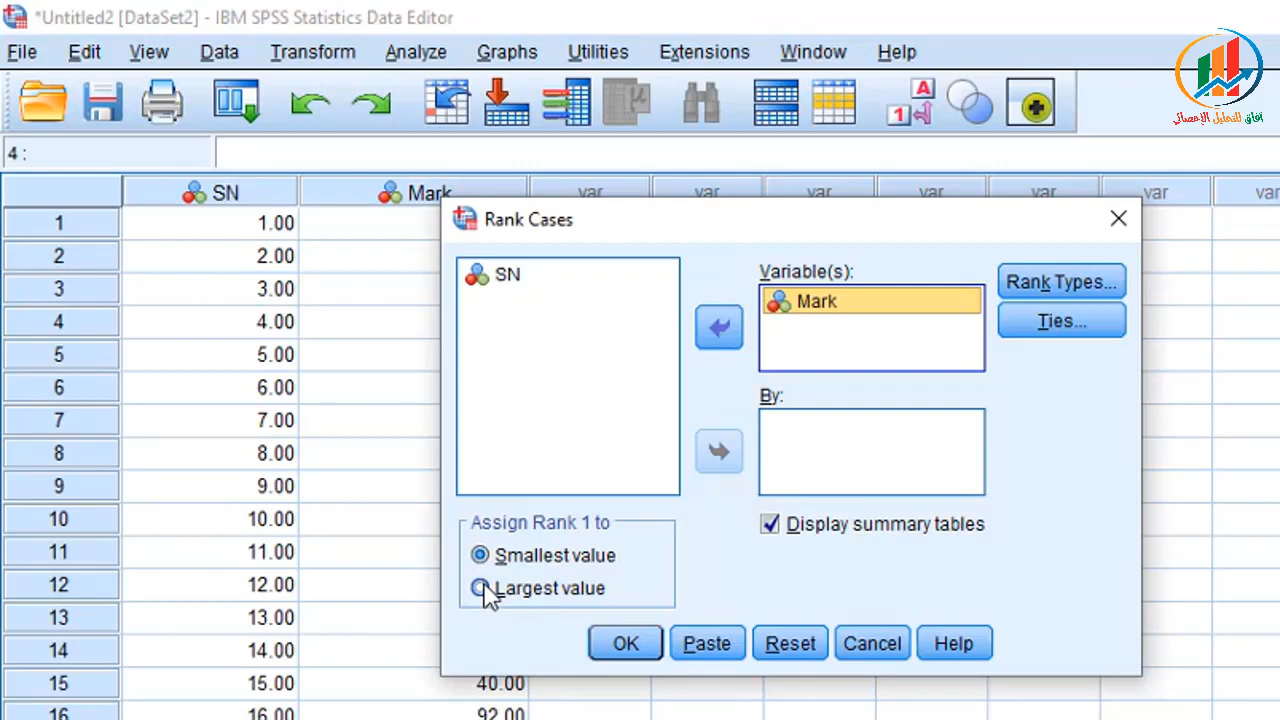 *Untitled2 [DataSet2] - IBM SPSS Statistics Data Editor
File Edit View Data Transform Analyze Graphs Utilities Extensions Window Help
A
1
آفاق للتحليل الإحصائي
4 :
SN Mark var var var var var var var
1 1.00
2 2.00
3 3.00
4 4.00
5 5.00
6 6.00
7 7.00
8 8.00
9 9.00
10 10.00
11 11.00
12 12.00
13 13.00
14 14.00
15 15.00 40.00
16 16.00 92.00
Rank Cases
SN
Variable(s):
Mark
Rank Types...
Ties...
By:
Assign Rank 1 to
Smallest value
Largest value
Display summary tables
OK Paste Reset Cancel Help